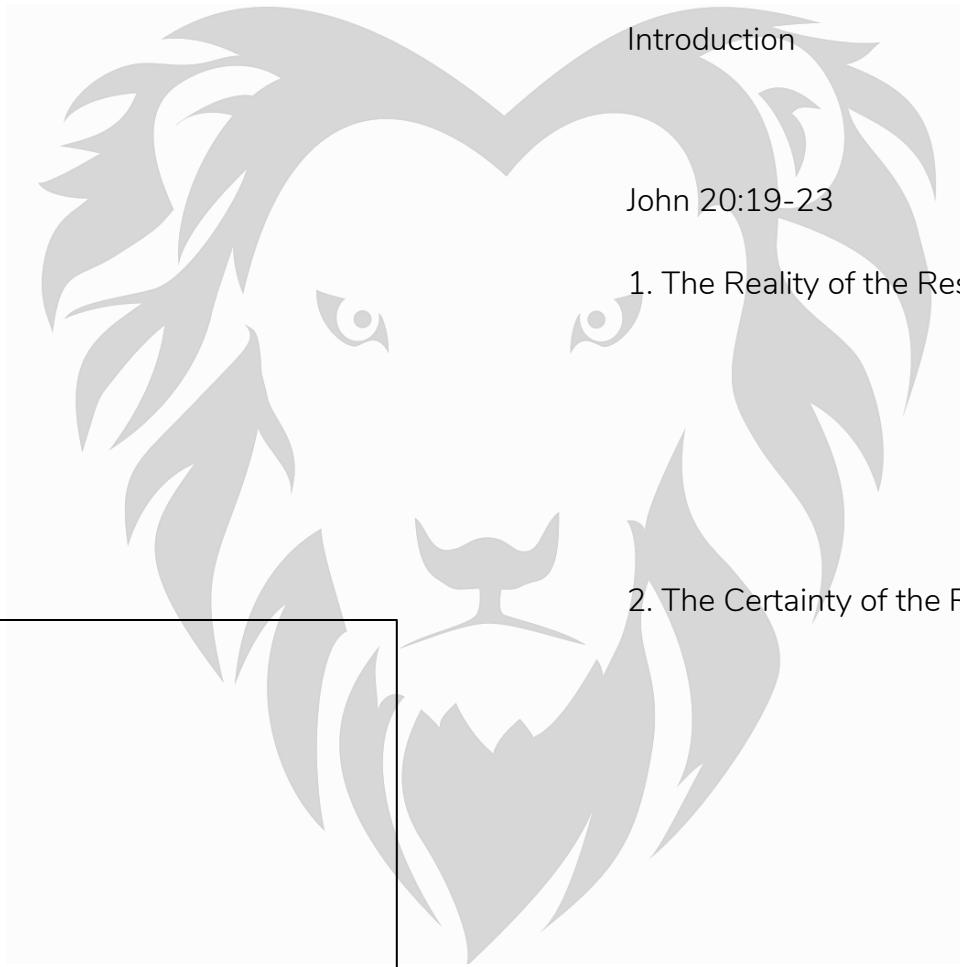 Introduction
John 20:19-23
1. The Reality of the
2. The Certainty of the